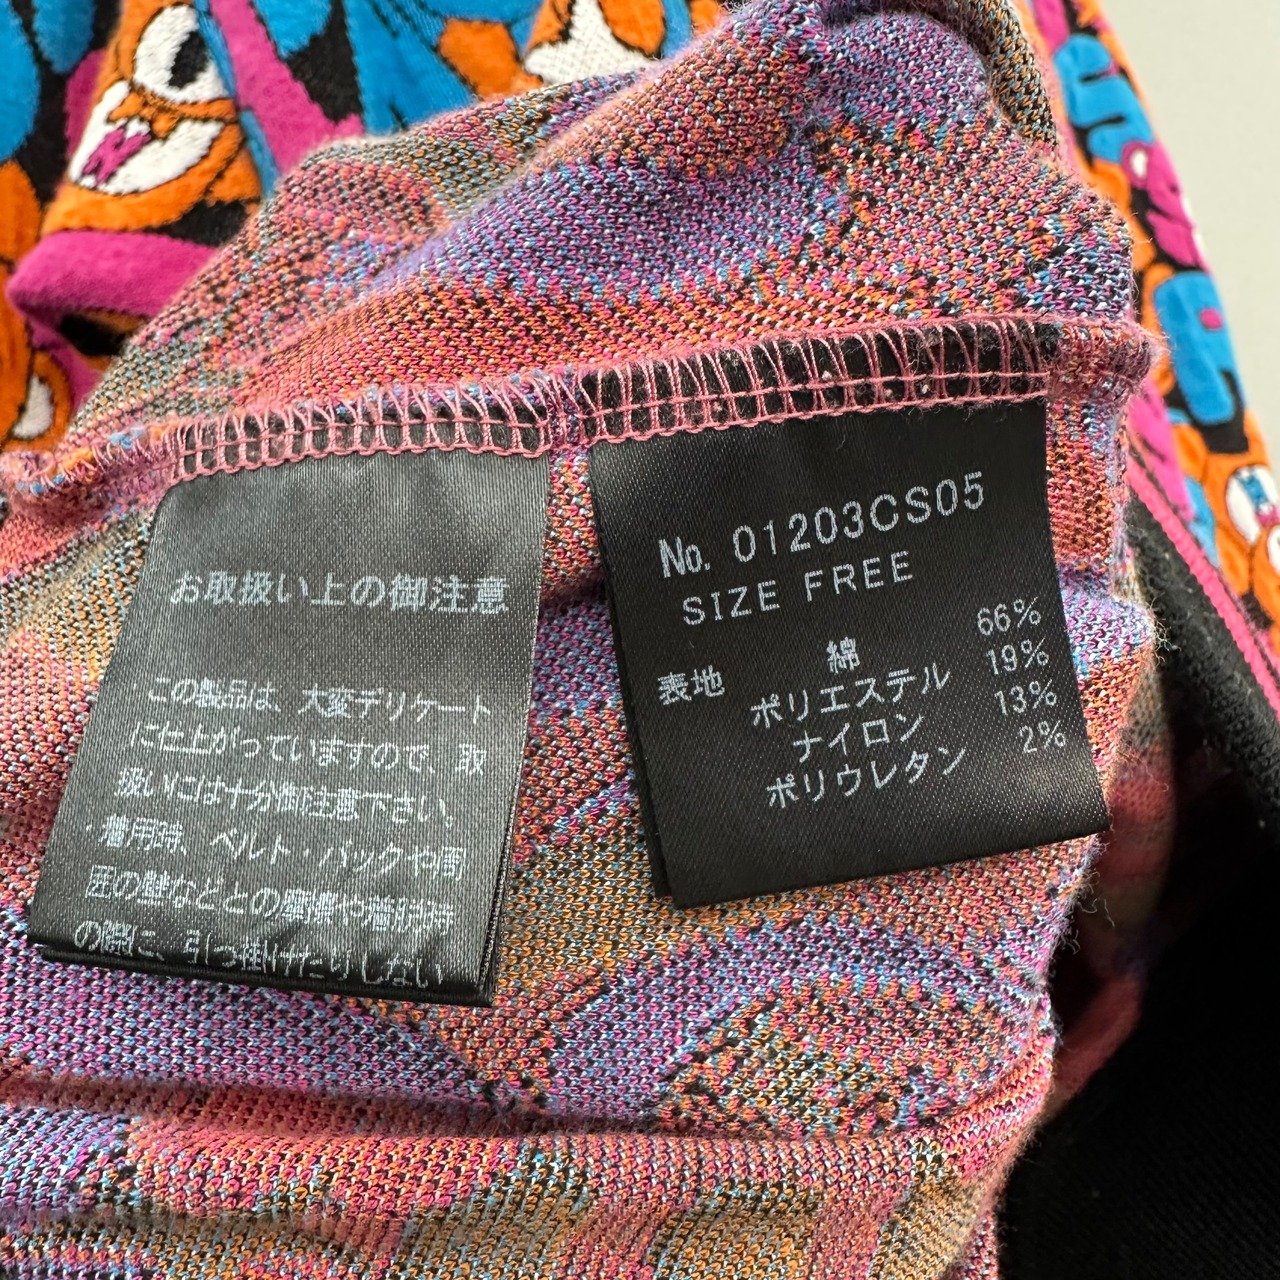 お取扱い上の御注意
この製品は、大変デリケート
に仕上がっていますので、取
扱いには十分御注意下さい。
・着用時、ベルト・バックや周
囲の壁などとの摩擦や着脱時
の際に、引っ掛けたりしない
No. 01203CS05
SIZE FREE
表地 綿 66%
ポリエステル 19%
ナイロン 13%
ポリウレタン 2%